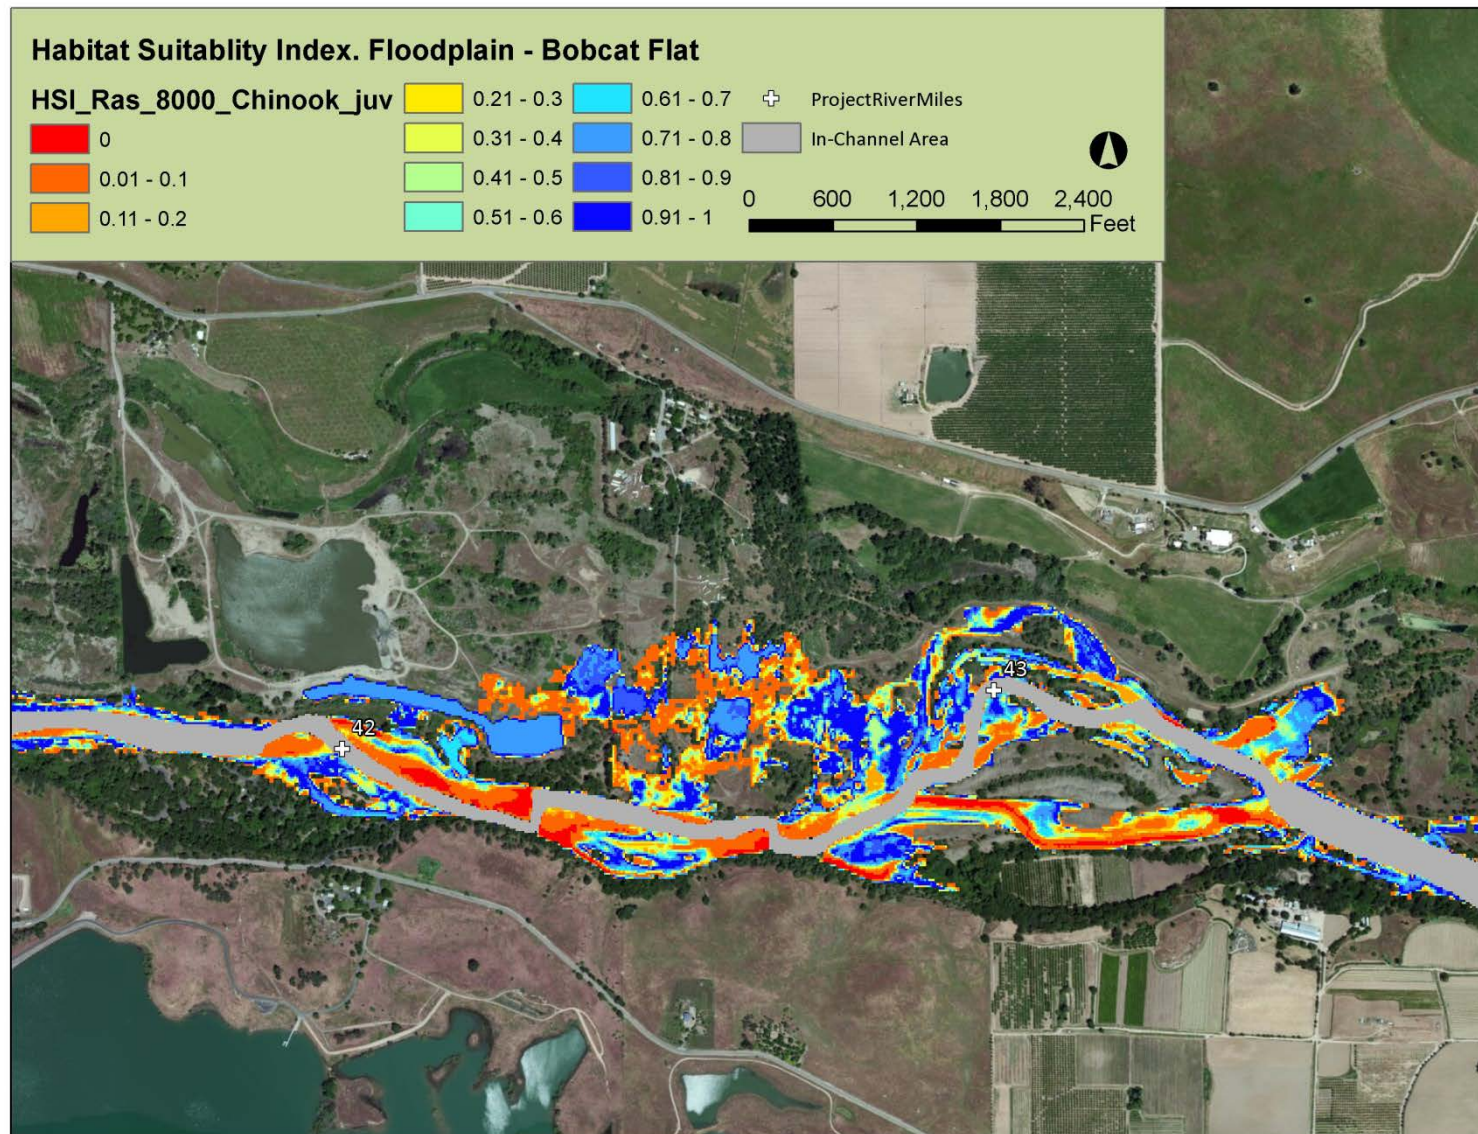 Habitat Suitablity Index. Floodplain - Bobcat Flat
HSI_Ras_8000_Chinook_juv
0
0.01 - 0.1
0.11 - 0.2
0.21 - 0.3
0.31 - 0.4
0.41 - 0.5
0.51 - 0.6
0.61 - 0.7
0.71 - 0.8
0.81 - 0.9
0.91 - 1
ProjectRiverMiles
In-Channel Area
0 600 1,200 1,800 2,400
Feet
43
42